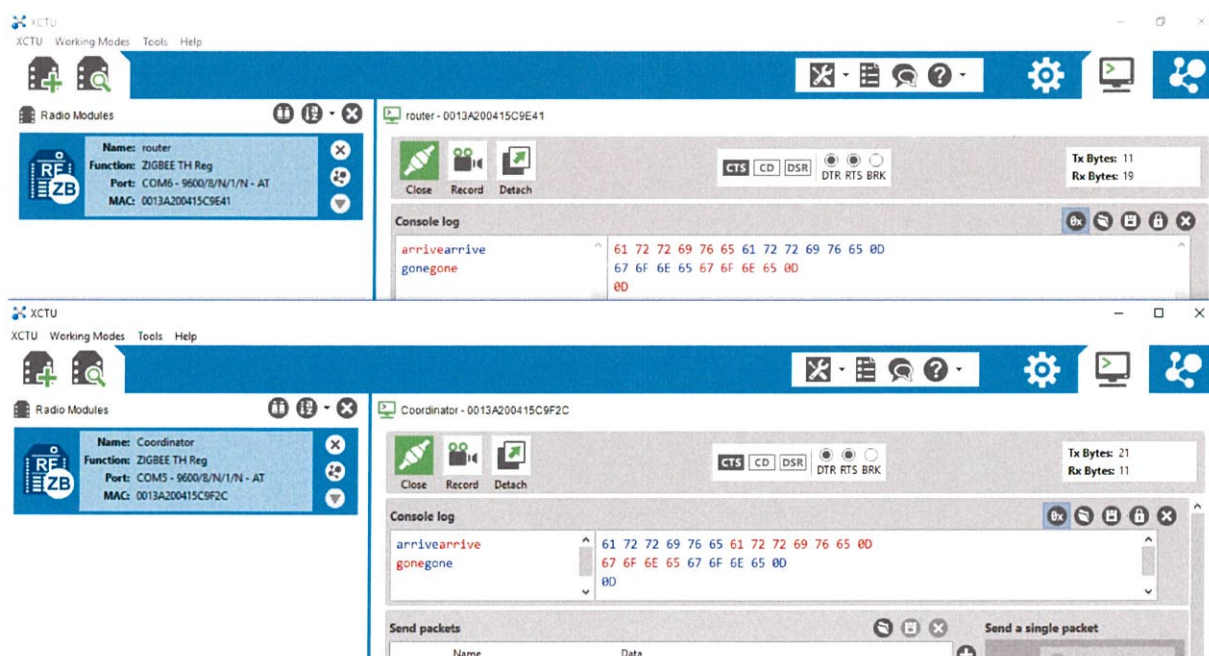 XCTU
XCTU Working Modes Tools Help
Radio Modules
router - 0013A200415C9E41
Name: router
Function: ZIGBEE TH Reg
Port: COM6 - 9600/8/N/1/N - AT
MAC: 0013A200415C9E41
RF
ZB
Close Record Detach
CTS CD DSR DTR RTS BRK
Tx Bytes: 11
Rx Bytes: 19
Console log
arrivearrive
gonegone
61 72 72 69 76 65 61 72 72 69 76 65 0D
67 6F 6E 65 67 6F 6E 65 0D
0D
XCTU
XCTU Working Modes Tools Help
Radio Modules
Coordinator - 0013A200415C9F2C
Name: Coordinator
Function: ZIGBEE TH Reg
Port: COM5 - 9600/8/N/1/N - AT
MAC: 0013A200415C9F2C
RF
ZB
Close Record Detach
CTS CD DSR DTR RTS BRK
Tx Bytes: 21
Rx Bytes: 11
Console log
arrivearrive
gonegone
61 72 72 69 76 65 61 72 72 69 76 65 0D
67 6F 6E 65 67 6F 6E 65 0D
0D
Send packets
Send a single packet
Name Data